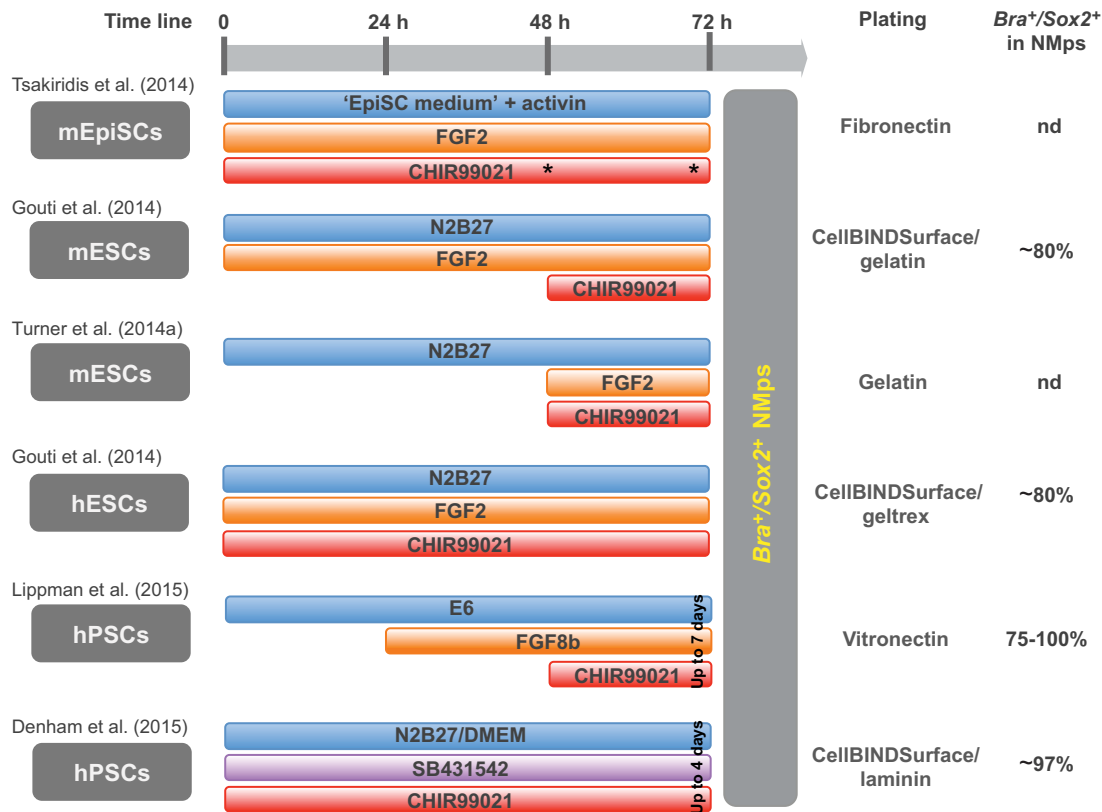 Time line 0 24 h 48 h 72 h Plating Bra+/Sox2+
in NMps
Tsakiridis et al. (2014)
mEpiSCs
'EpiSC medium' + activin
FGF2
CHIR99021 * *
Fibronectin
nd
Gouti et al. (2014)
mESCs
N2B27
FGF2
CHIR99021
CellBINDSurface/
gelatin
~80%
Turner et al. (2014a)
mESCs
N2B27
FGF2
CHIR99021
Gelatin
nd
Gouti et al. (2014)
hESCs
N2B27
FGF2
CHIR99021
CellBINDSurface/
geltrex
~80%
Lippman et al. (2015)
hPSCs
E6
FGF8b
CHIR99021
Up to 7 days
Vitronectin
75-100%
Denham et al. (2015)
hPSCs
N2B27/DMEM
SB431542
CHIR99021
Up to 4 days
CellBINDSurface/
laminin
~97%
Bra+/Sox2+ NMps